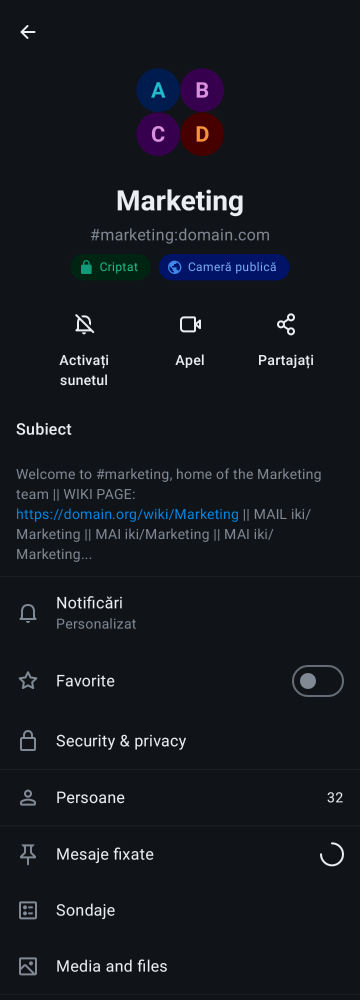 A B
C D
Marketing
#marketing:domain.com
Criptat Cameră publică
Activați
sunetul
Apel
Partajați
Subiect
Welcome to #marketing, home of the Marketing
team || WIKI PAGE:
https://domain.org/wiki/Marketing || MAIL iki/
Marketing || MAI iki/Marketing || MAI iki/
Marketing...
Notificări
Personalizat
Favorite
Security & privacy
Persoane 32
Mesaje fixate
Sondaje
Media and files